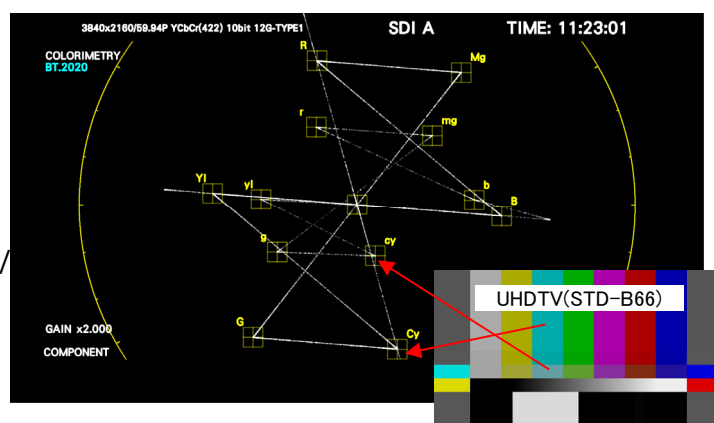 3840x2160/59.94P YCbCr(422) 10bit 12G-TYPE1
SDI A
TIME: 11:23:01
COLORIMETRY
BT.2020
R
Mg
r
mg
Yl
yl
b
B
g
cy
/
UHDTV(STD-B66)
G
Cy
GAIN x2.000
COMPONENT